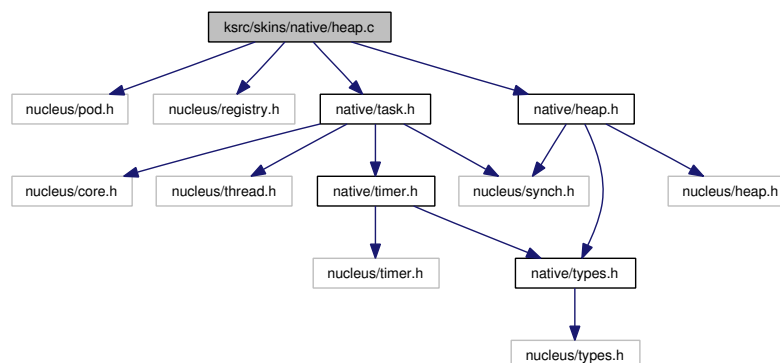 ksrc/skins/native/heap.c
nucleus/pod.h
nucleus/registry.h
native/task.h
native/heap.h
nucleus/core.h
nucleus/thread.h
native/timer.h
nucleus/synch.h
nucleus/heap.h
nucleus/timer.h
native/types.h
nucleus/types.h